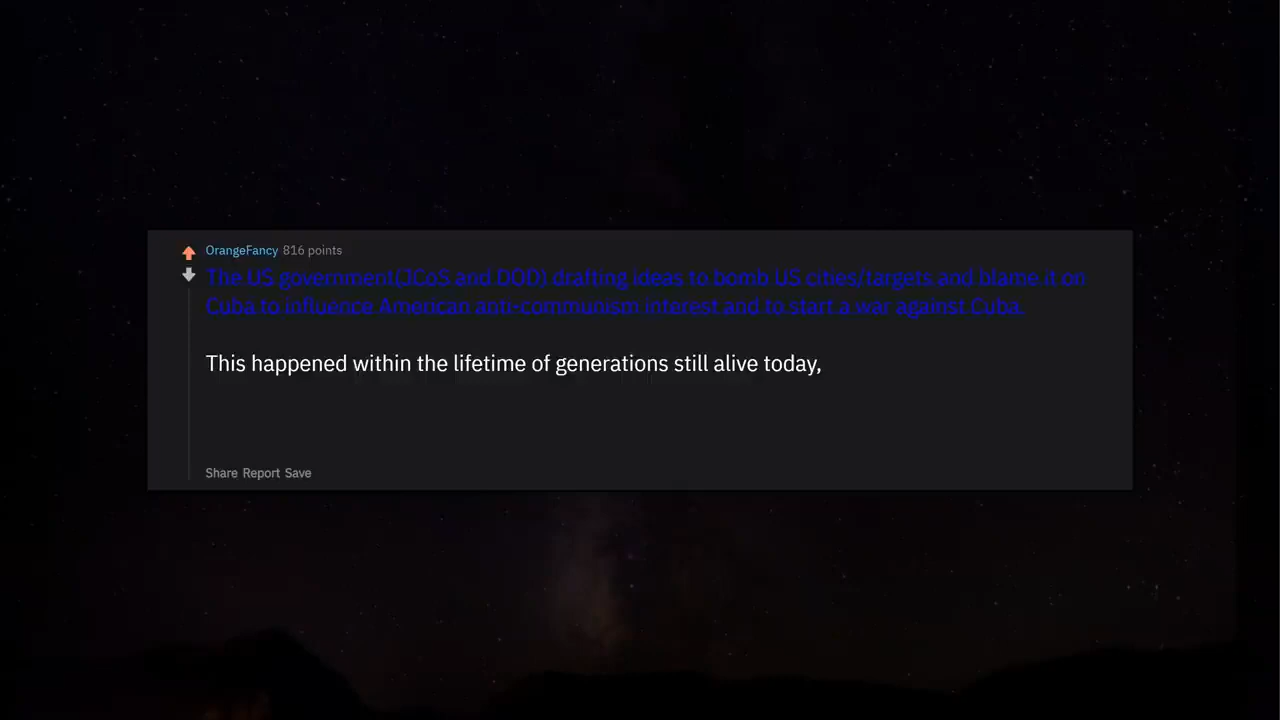 OrangeFancy 816 points
The US government(JCoS and DOD) drafting ideas to bomb US cities/targets and blame it on
Cuba to influence American anti-communism interest and to start a war against Cuba.
This happened within the lifetime of generations still alive today,
Share Report Save